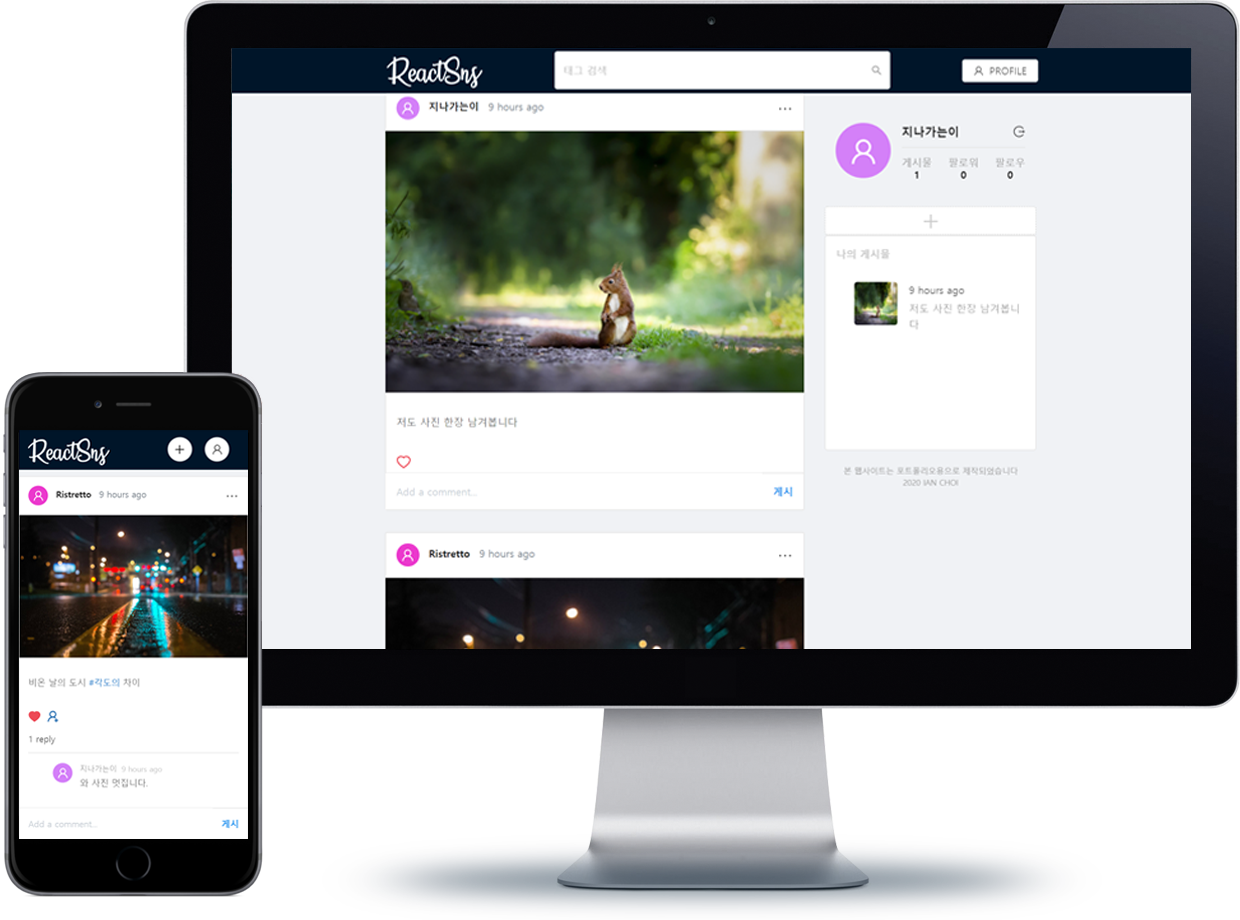 ReactSns
태그 검색
PROFILE
지나가는이 9 hours ago
저도 사진 한장 남겨봅니다
Add a comment...
게시
Ristretto 9 hours ago
지나가는이
게시물 팔로워 팔로우
1 0 0
나의 게시물
9 hours ago
저도 사진 한장 남겨봅니
다
본 웹사이트는 포트폴리오용으로 제작되었습니다
2020 IAN CHOI
ReactSns
Ristretto 9 hours ago
비온 날의 도시 #각도의 차이
1 reply
지나가는이 9 hours ago
와 사진 멋집니다.
Add a comment...
게시